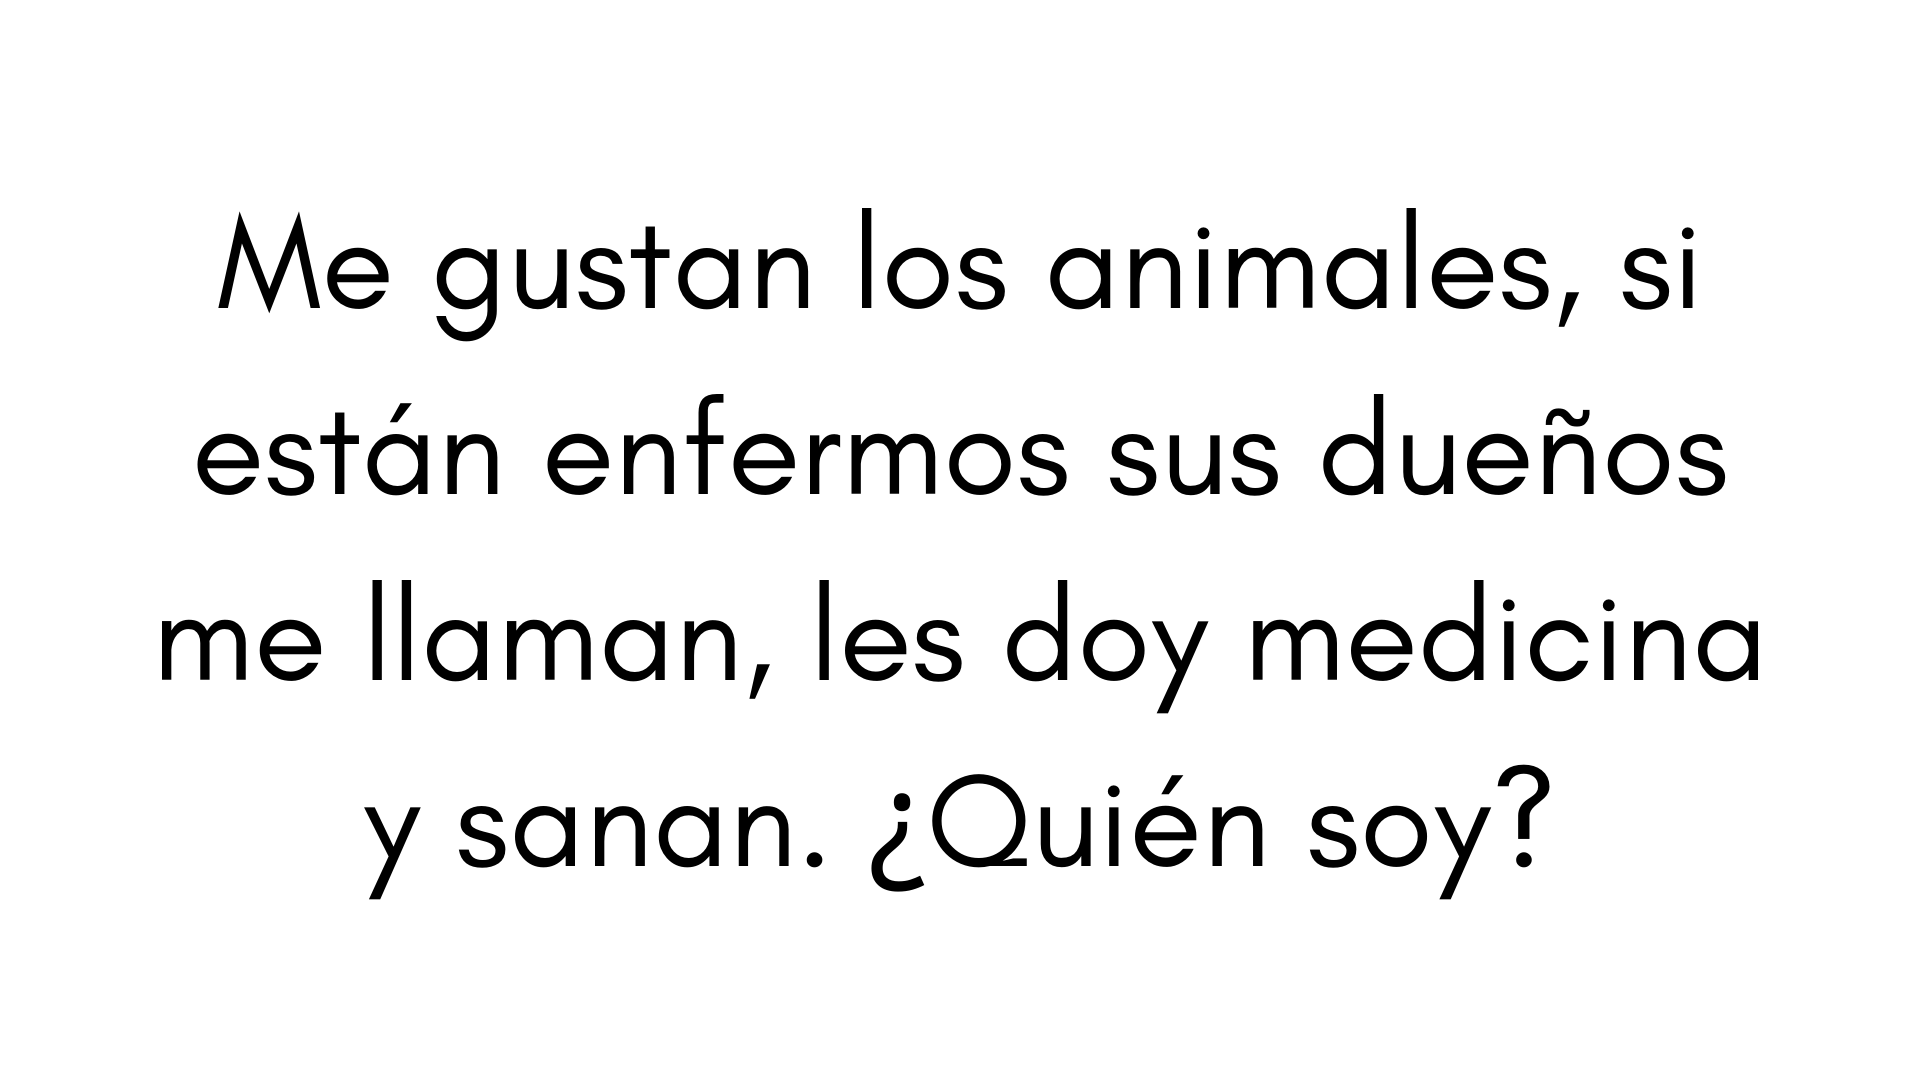 Me gustan los animales, si
están enfermos sus dueños
me llaman, les doy medicina
y sanan. ¿Quién soy?